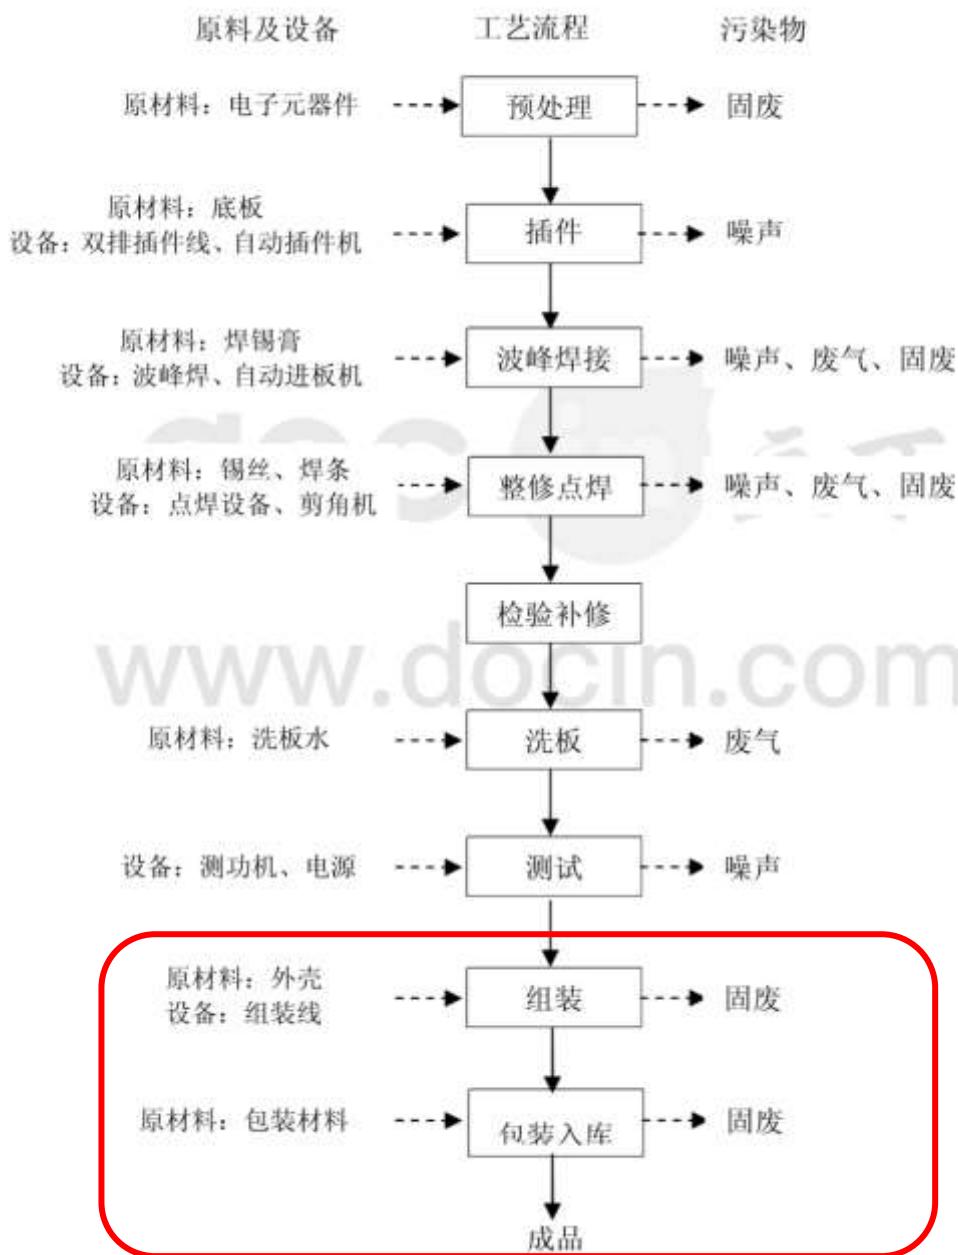 原料及设备 工艺流程 污染物
原材料：电子元器件 预处理 固废
原材料：底板
设备：双排插件线、自动插件机 插件 噪声
原材料：焊锡膏
设备：波峰焊、自动进板机 波峰焊接 噪声、废气、固废
原材料：锡丝、焊条
设备：点焊设备、剪角机 整修点焊 噪声、废气、固废
检验补修
www.docin.com
原材料：洗板水 洗板 废气
设备：测功机、电源 测试 噪声
原材料：外壳
设备：组装线 组装 固废
原材料：包装材料 包装入库 固废
成品